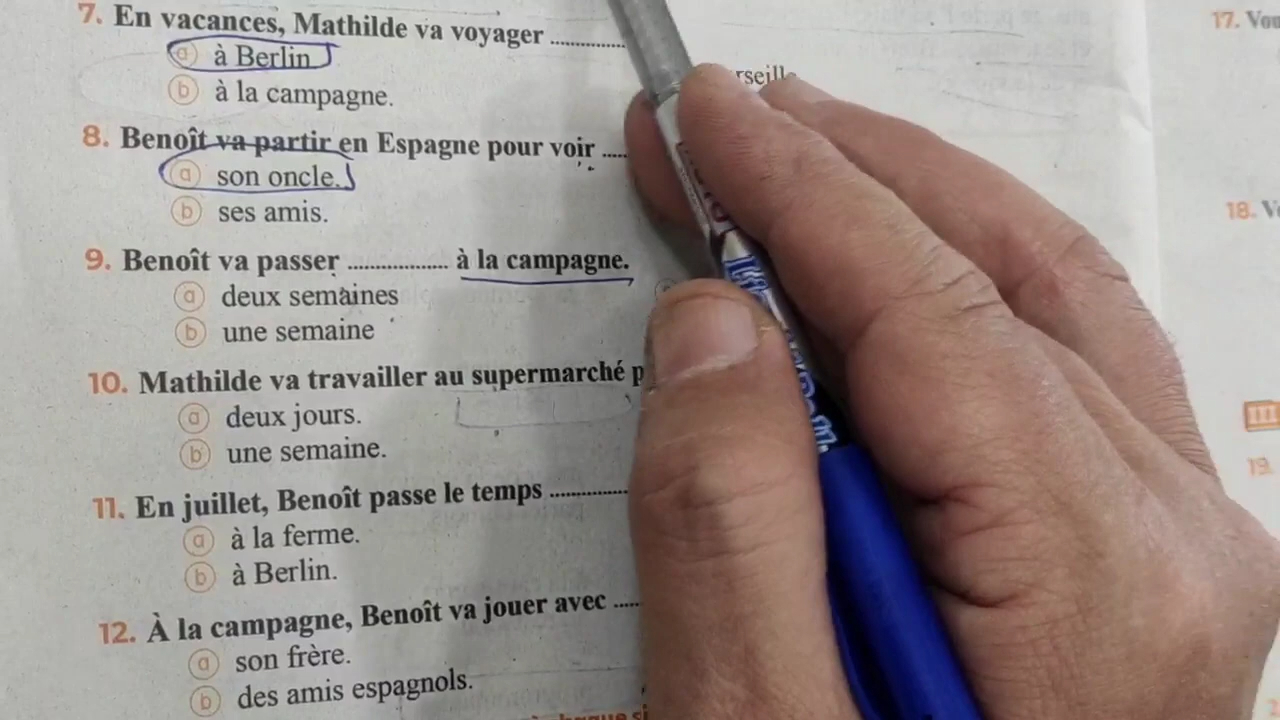 7. En vacances, Mathilde va voyager ..............
a à Berlin
b à la campagne.
8. Benoît va partir en Espagne pour voir .....
a son oncle.
b ses amis.
9. Benoît va passer .................. à la campagne.
a deux semaines
b une semaine
10. Mathilde va travailler au supermarché
a deux jours.
b une semaine.
11. En juillet, Benoît passe le temps ..............
a à la ferme.
b à Berlin.
12. À la campagne, Benoît va jouer avec .....
a son frère.
b des amis espagnols.
17.
18.
19.